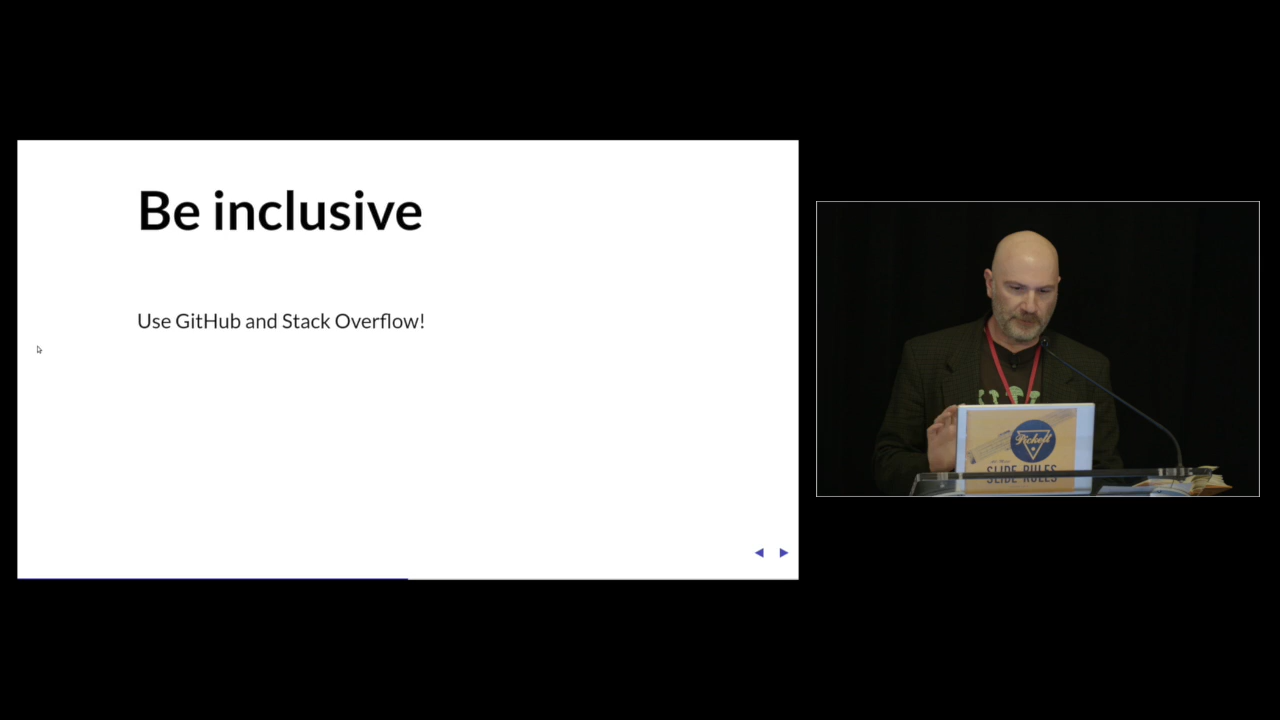 Be inclusive
Use GitHub and Stack Overflow!
Pickett
SLIDE RULES